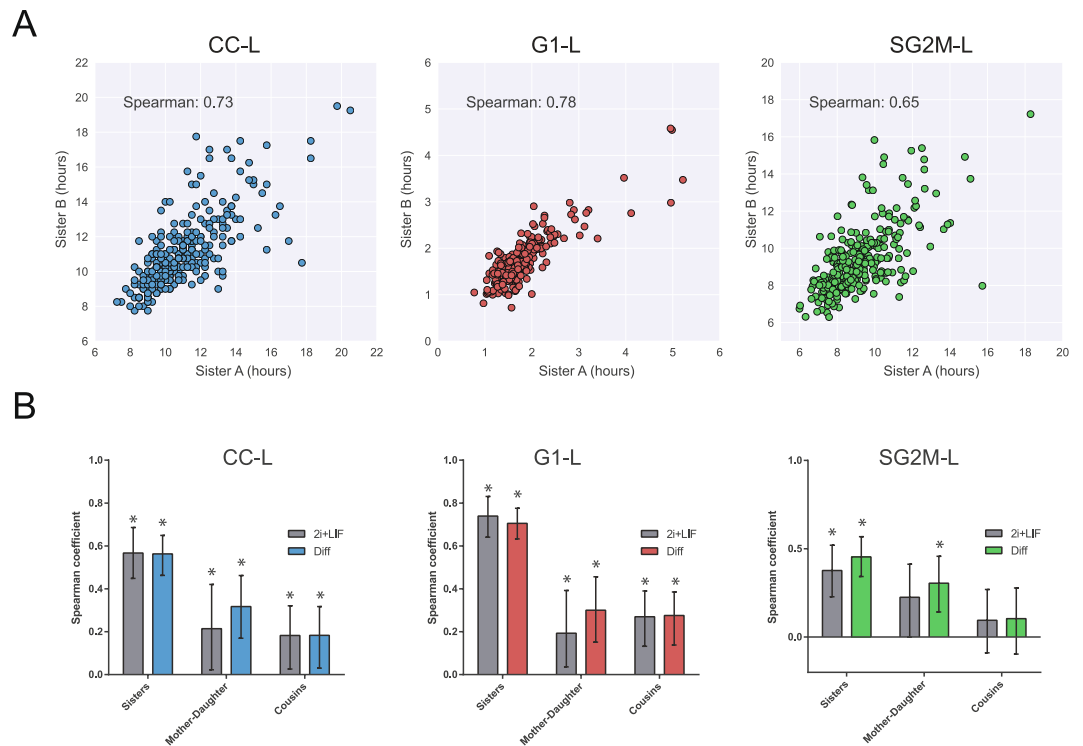 A
CC-L
Spearman: 0.73
22
20
18
16
14
12
10
8
6
Sister B (hours)
6 8 10 12 14 16 18 20 22
Sister A (hours)
G1-L
Spearman: 0.78
6
5
4
3
2
1
0
Sister B (hours)
0 1 2 3 4 5 6
Sister A (hours)
SG2M-L
Spearman: 0.65
20
18
16
14
12
10
8
6
Sister B (hours)
6 8 10 12 14 16 18 20
Sister A (hours)
B
CC-L
1.0
0.8
0.6
0.4
0.2
0.0
Spearman coefficient
* * * * * *
2i+LIF
Diff
Sisters
Mother-Daughter
Cousins
G1-L
1.0
0.8
0.6
0.4
0.2
0.0
Spearman coefficient
* * * * * *
2i+LIF
Diff
Sisters
Mother-Daughter
Cousins
SG2M-L
1.0
0.5
0.0
Spearman coefficient
* * *
2i+LIF
Diff
Sisters
Mother-Daughter
Cousins